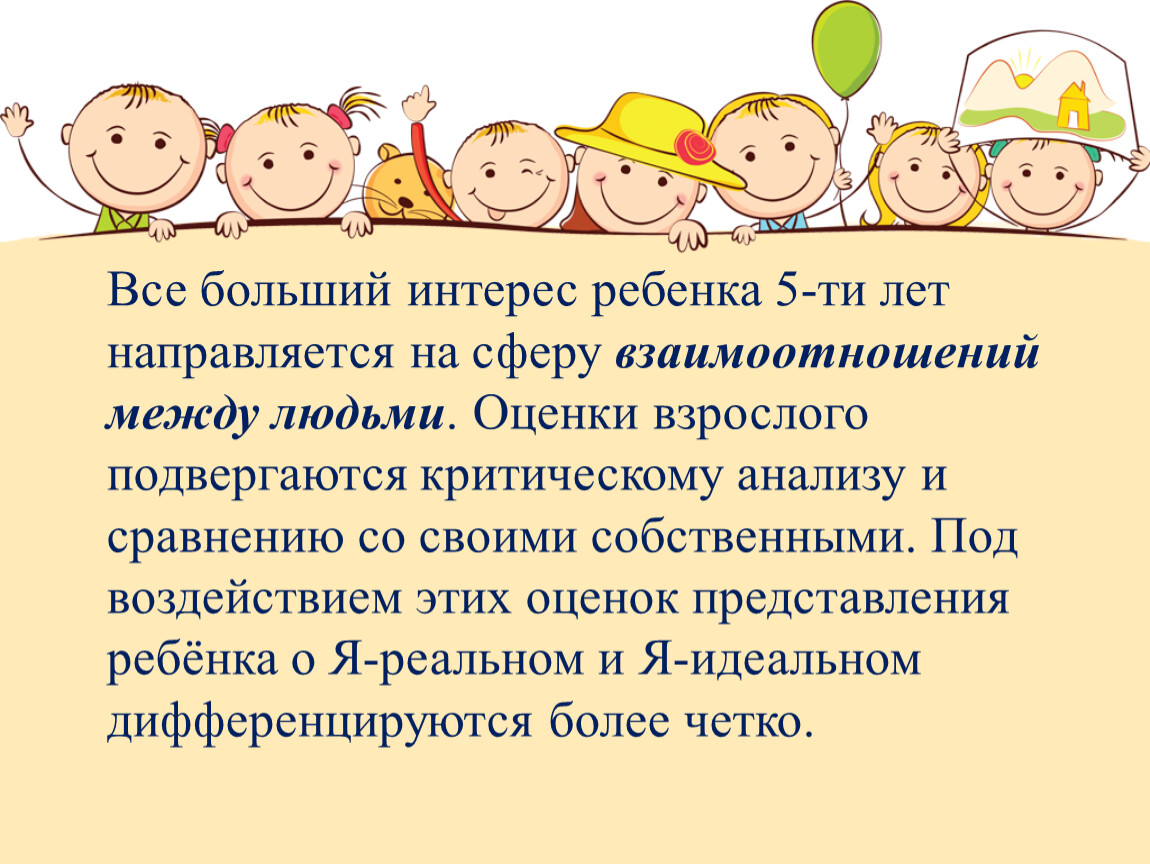 Все больший интерес ребенка 5-ти лет
направляется на сферу взаимоотношений
между людьми. Оценки взрослого
подвергаются критическому анализу и
сравнению со своими собственными. Под
воздействием этих оценок представления
ребёнка о Я-реальном и Я-идеальном
дифференцируются более четко.